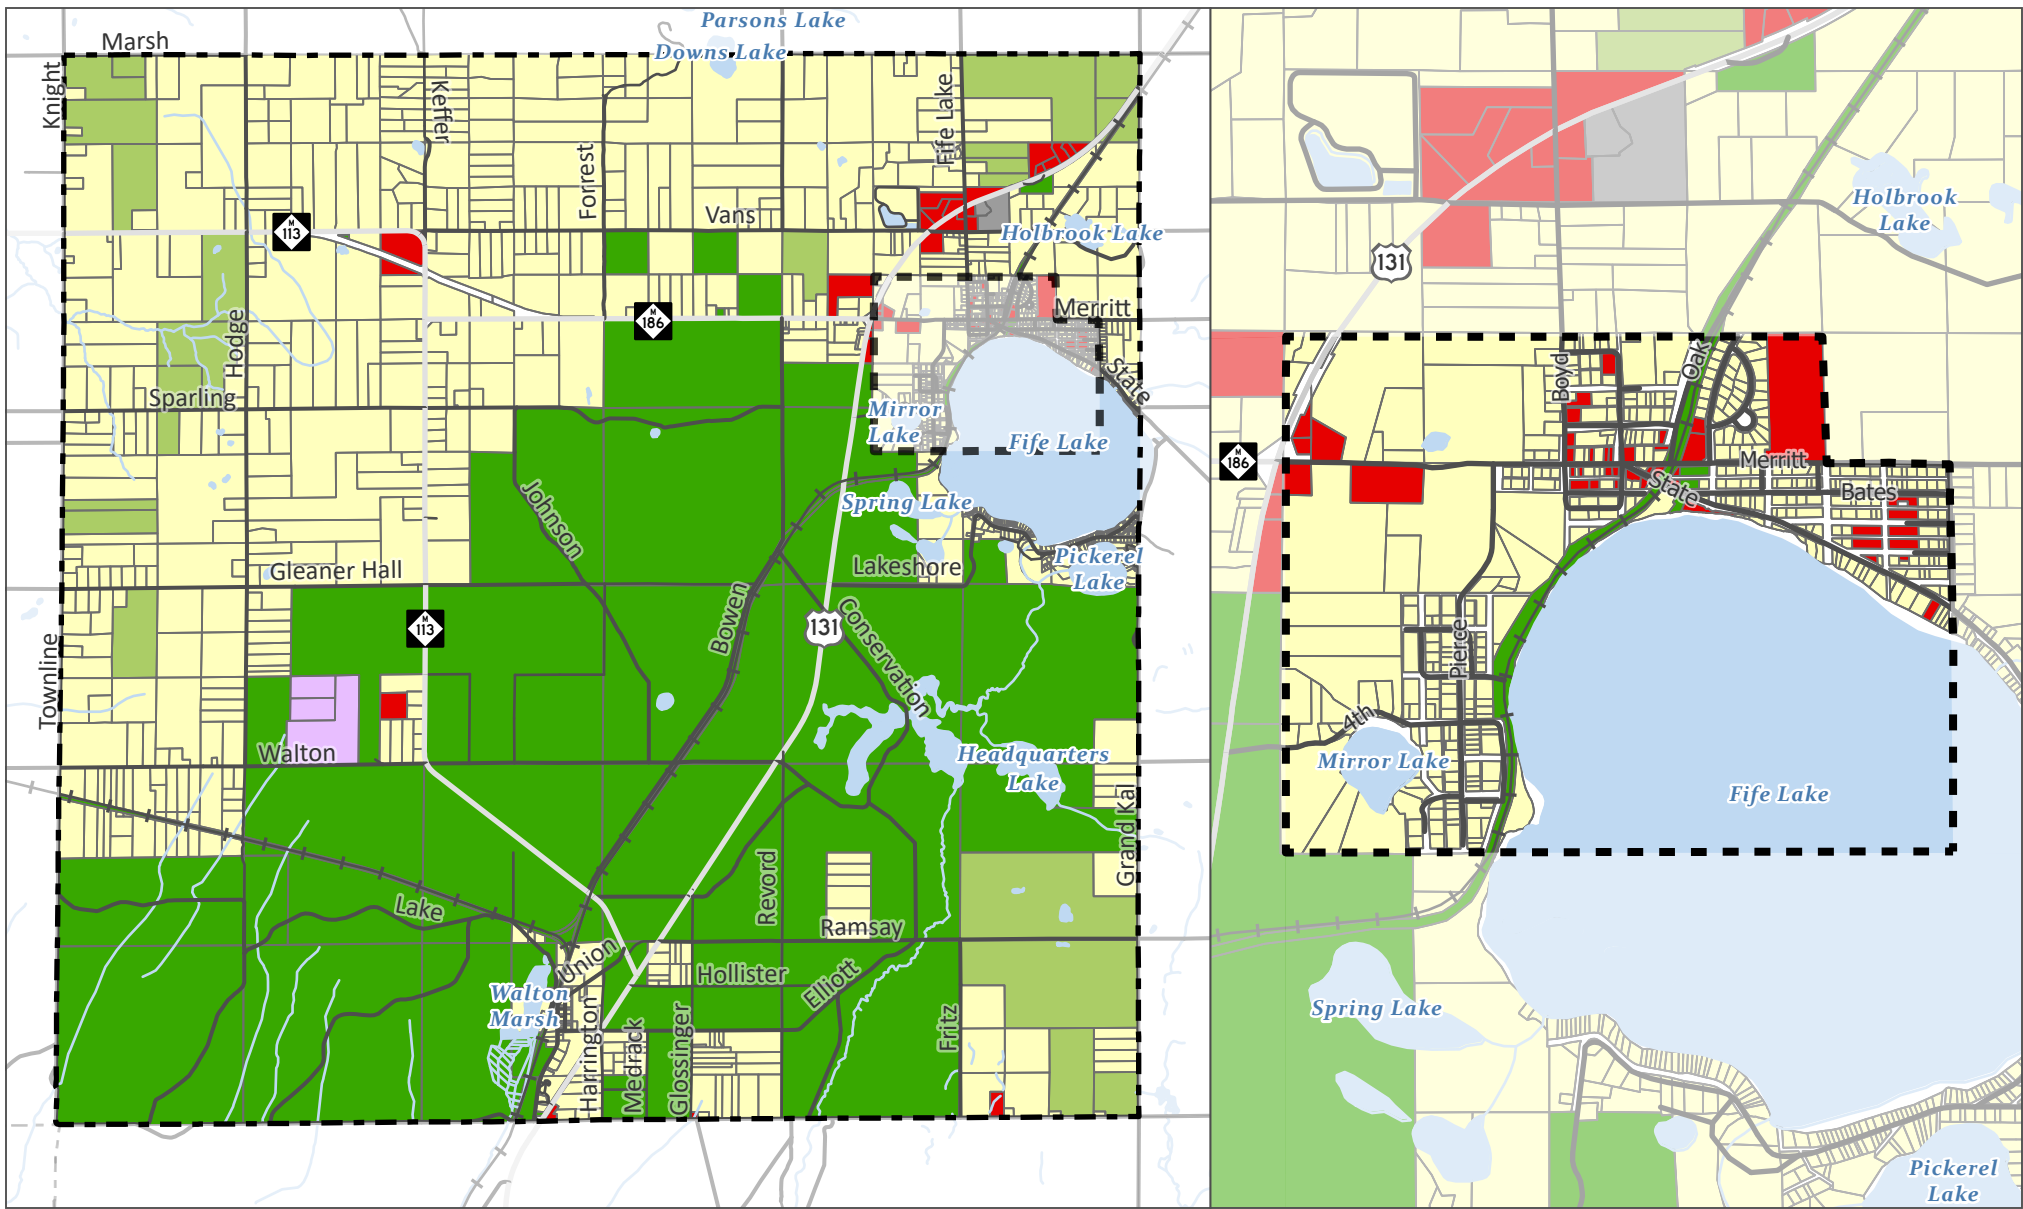 Parsons Lake
Marsh
Downs Lake
Knight
Keffer
Fife Lake
Forrest
Vans
M
113
Holbrook Lake
Merritt
M
186
Hodge
Sparling
State
Mirror
Lake
Fife Lake
Johnson
Spring Lake
Gleaner Hall
Lakeshore
Pickerel
Lake
Bowen
Conservation
131
M
113
Townline
Walton
Headquarters
Lake
Grand Kal
Revord
Lake
Ramsay
Union
Hollister
Elliott
Walton
Marsh
Harrington
Medrack
Glossinger
Fritz
Holbrook
Lake
131
Boyd
Oak
M
186
Merritt
State
Bates
Pierce
4th
Mirror Lake
Fife Lake
Spring Lake
Pickerel
Lake